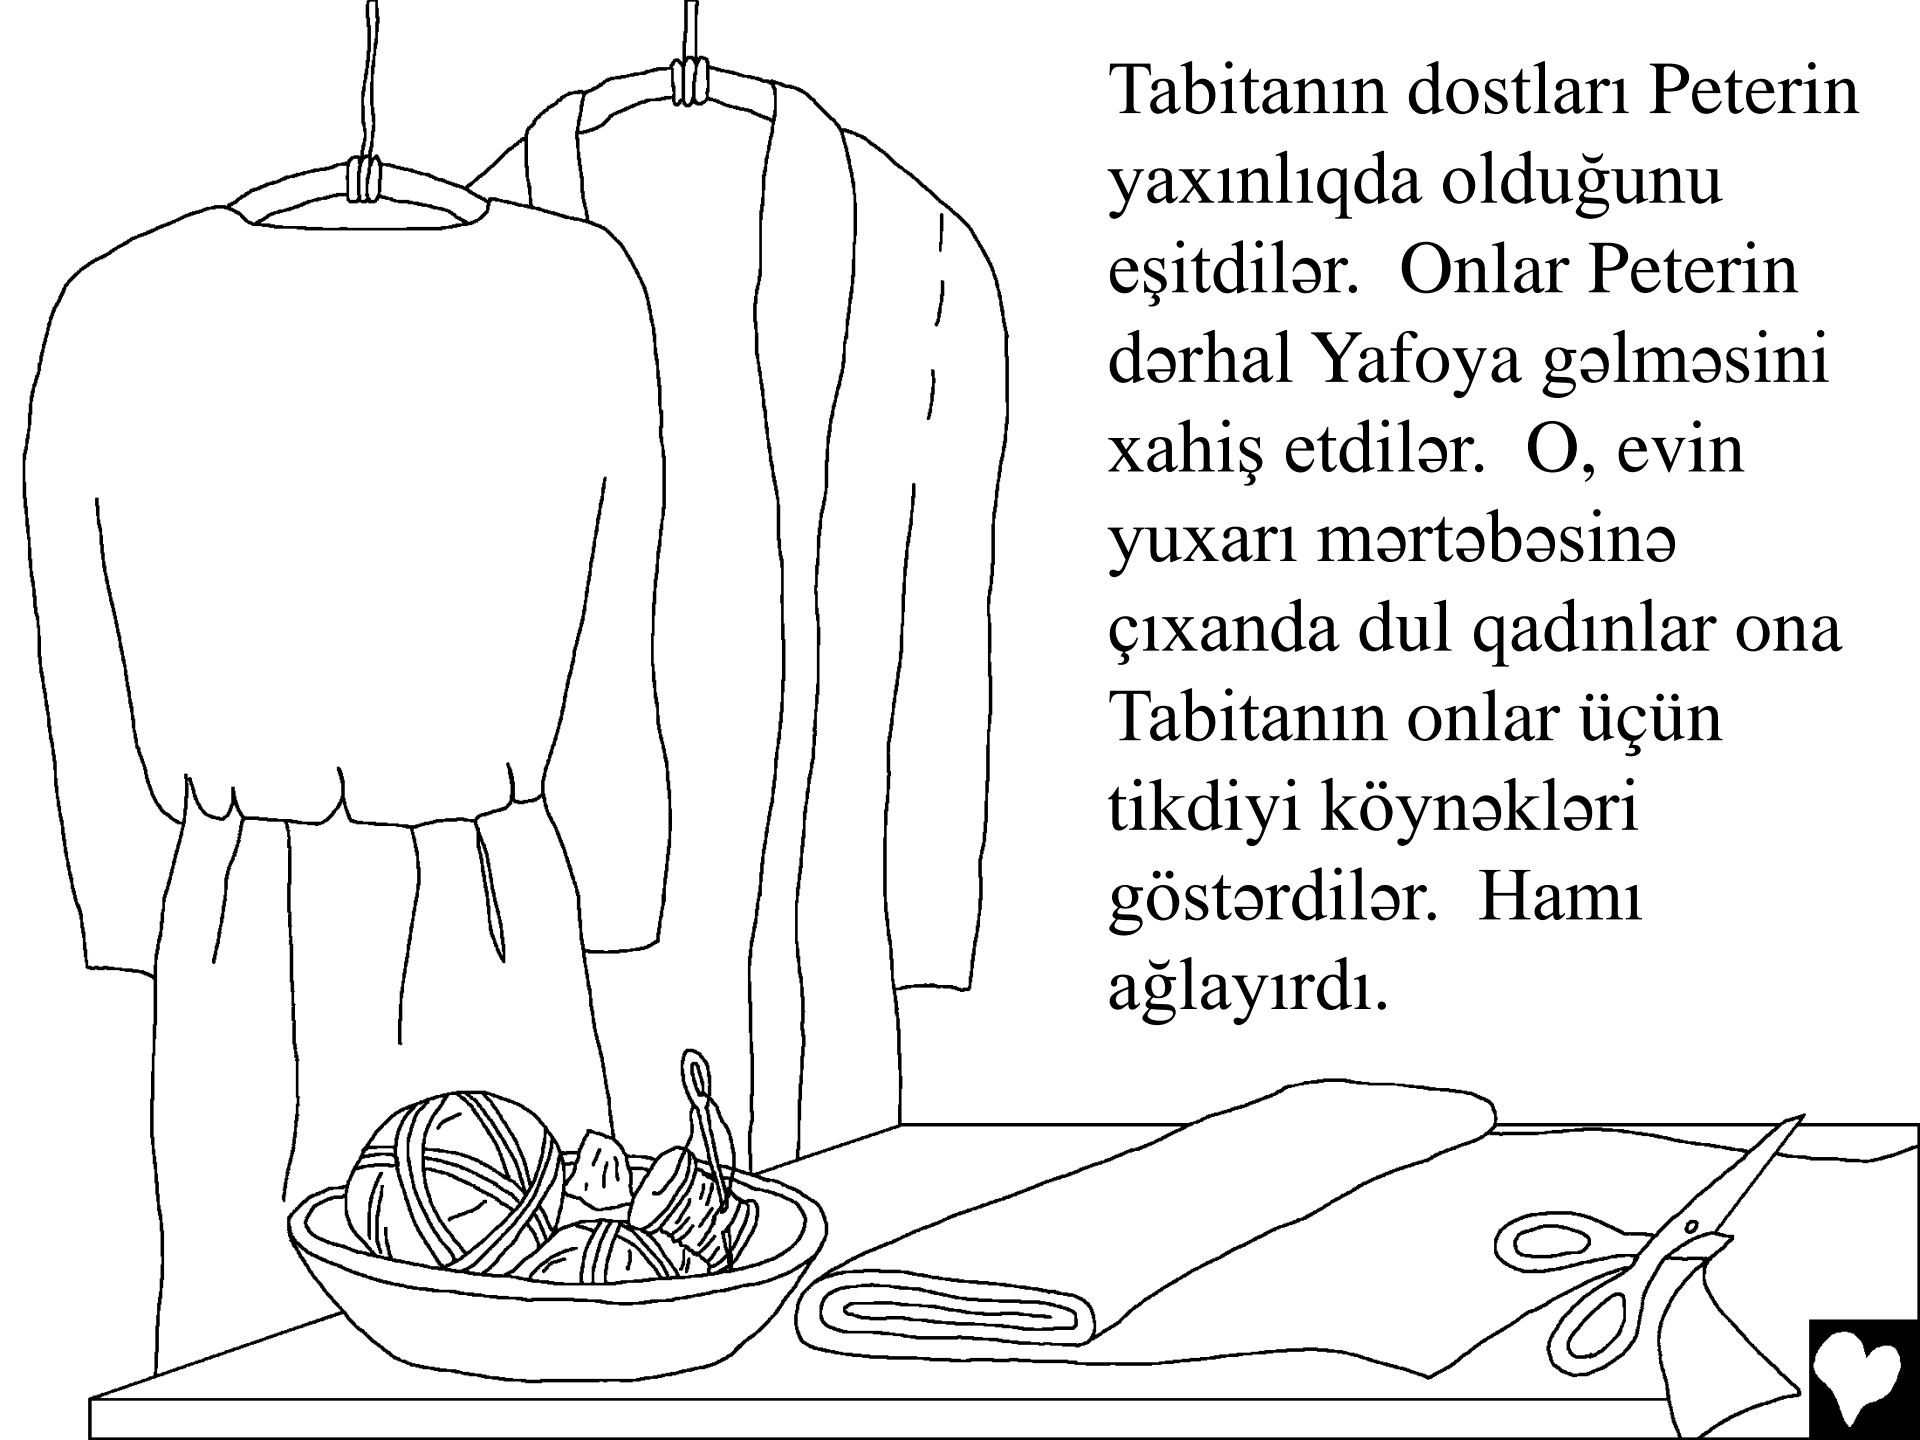 Tabitanın dostları Peterin
yaxınlıqda olduğunu
eşitdilər.  Onlar Peterin
dərhal Yafoya gəlməsini
xahiş etdilər.  O, evin
yuxarı mərtəbəsinə
çıxanda dul qadınlar ona
Tabitanın onlar üçün
tikdiyi köynəkləri
göstərdilər.  Hamı
ağlayırdı.